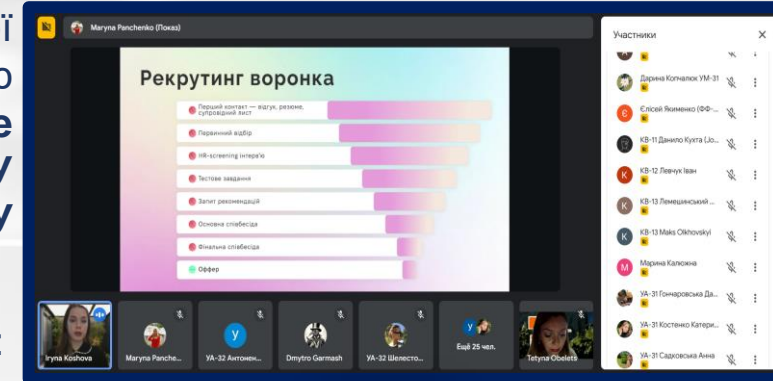 ї
о
е
у
у
Maryna Panchenko (Показ)
Рекрутинг воронка
Перший контакт — відгук, резюме,
супровідний лист
Первинний відбір
HR-screening інтерв'ю
Тестове завдання
Запит рекомендацій
Основна співбесіда
Фінальна співбесіда
Оффер
Iryna Koshova
Maryna Panche...
УА-32 Антонен...
Dmytro Garmash
УА-32 Шелесто...
Ещё 25 чел.
Tetyna Obelets
Участники
Дарина Копчалюк УМ-31
Єлісей Якименко (ФФ-...
КВ-11 Данило Кухта (Jo...
КВ-12 Левчук Іван
КВ-13 Лемешинський ...
КВ-13 Maks Olkhovskyi
Марина Калюжна
УА-31 Гончаровська Да...
УА-31 Костенко Катери...
УА-31 Садковська Анна